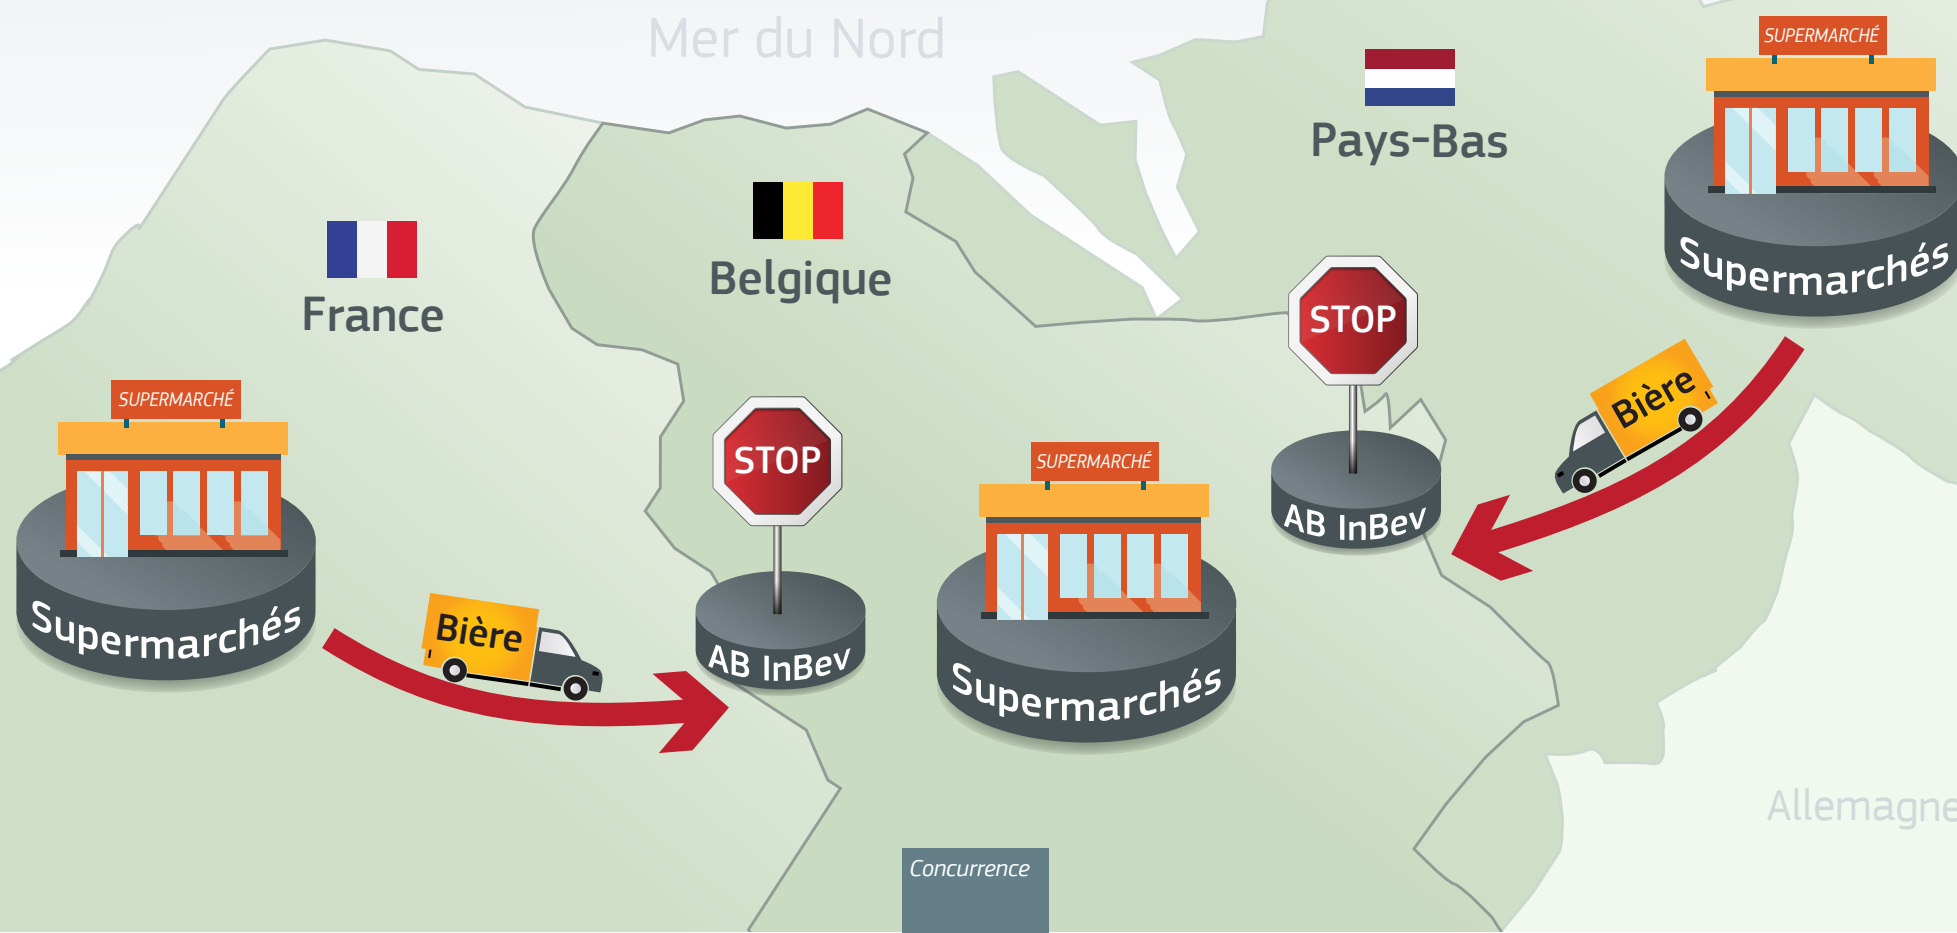 Mer du Nord
SUPERMARCHÉ
Pays-Bas
Belgique
France
Supermarchés
STOP
Bière
SUPERMARCHÉ
STOP
SUPERMARCHÉ
AB InBev
Supermarchés
Bière
AB InBev
Supermarchés
Allemagne
Concurrence